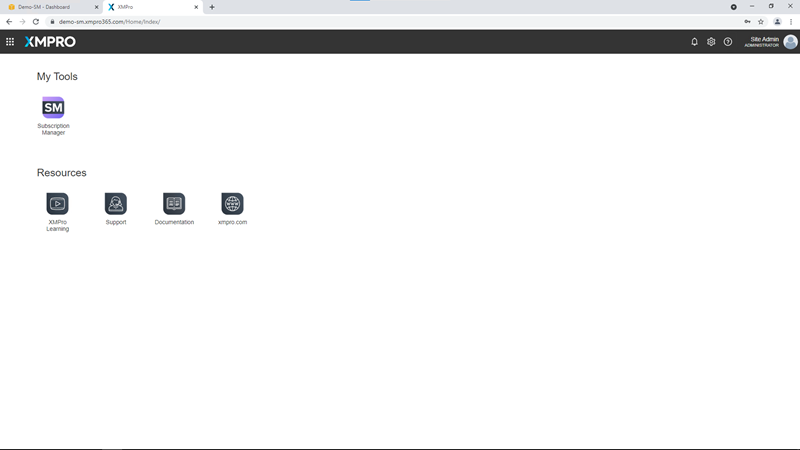 Demo-SM - Dashboard
XMPro
demo-sm.xmpro365.com/Home/Index/
XMPRO
Site Admin
ADMINISTRATOR
My Tools
SM
Subscription
Manager
Resources
XMPro
Learning
Support
Documentation
xmpro.com